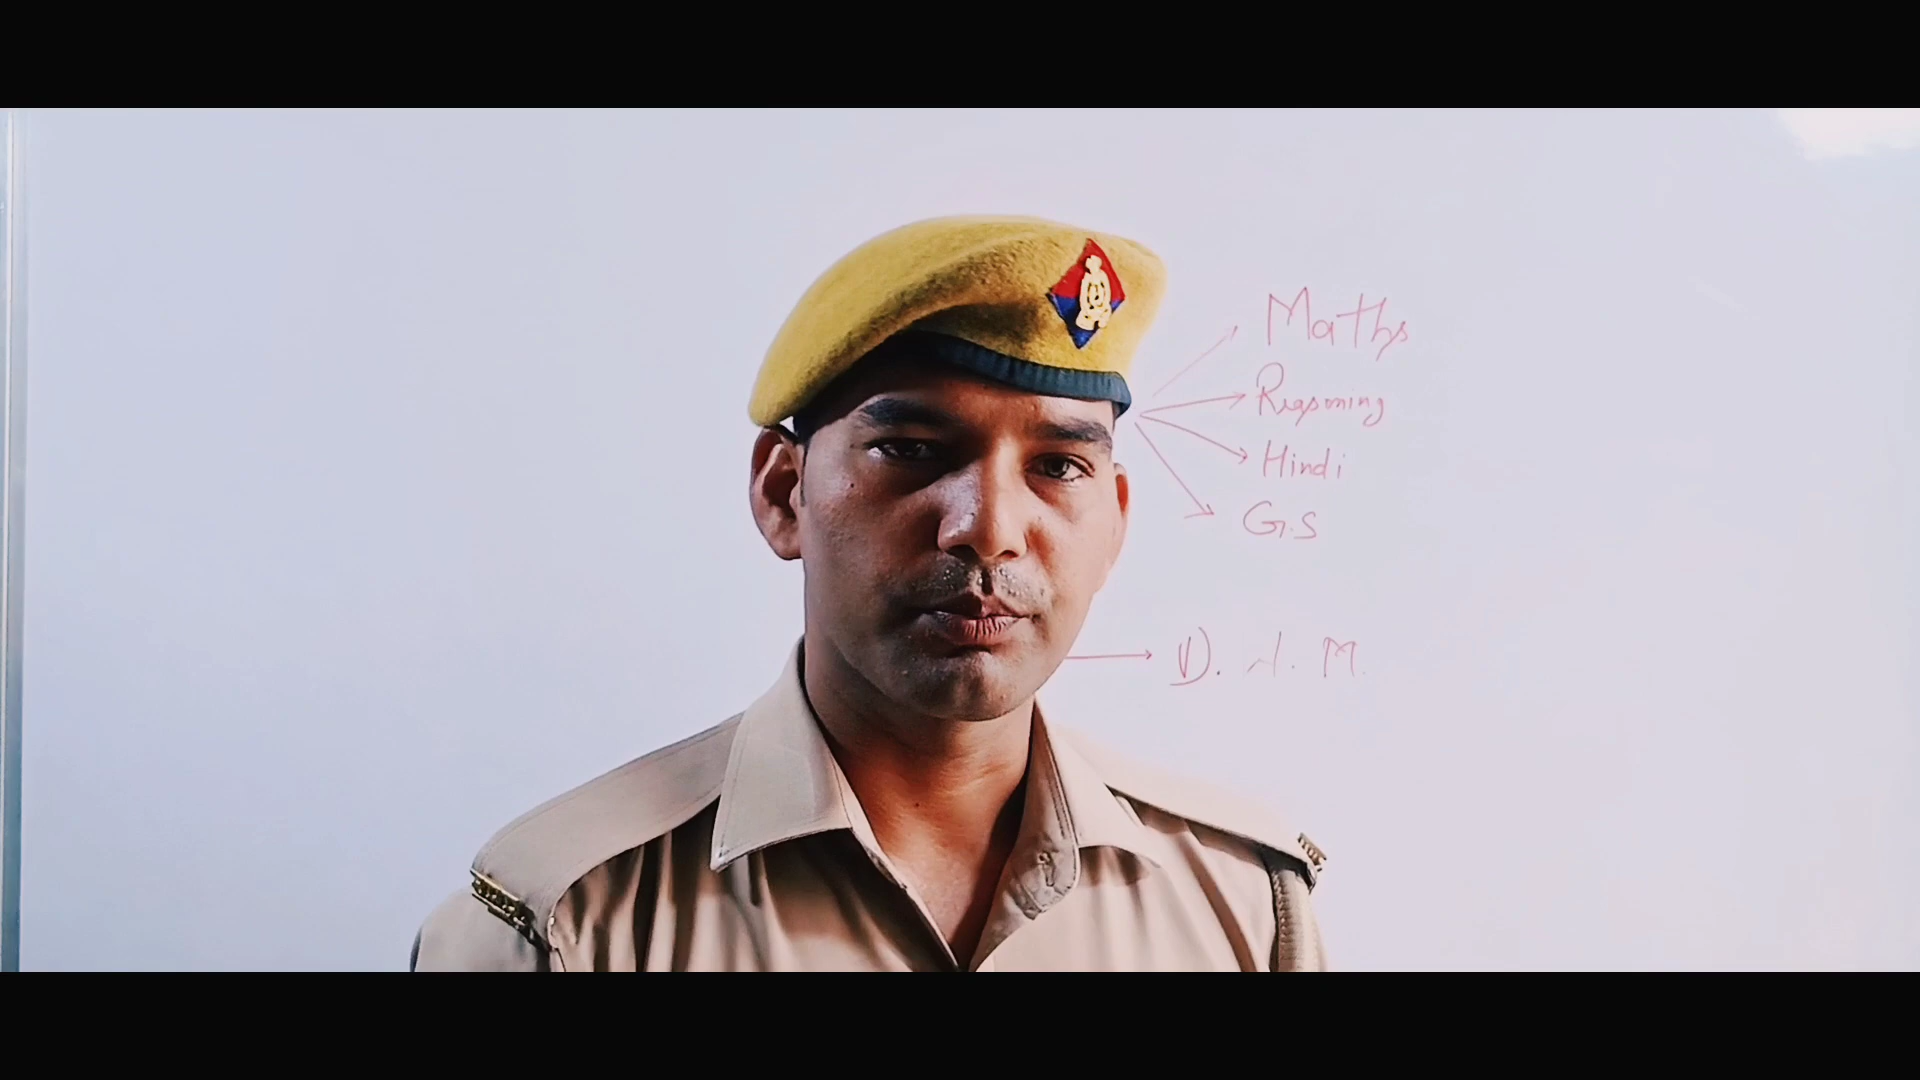 Maths
Reasoning
Hindi
G.S
D. M.